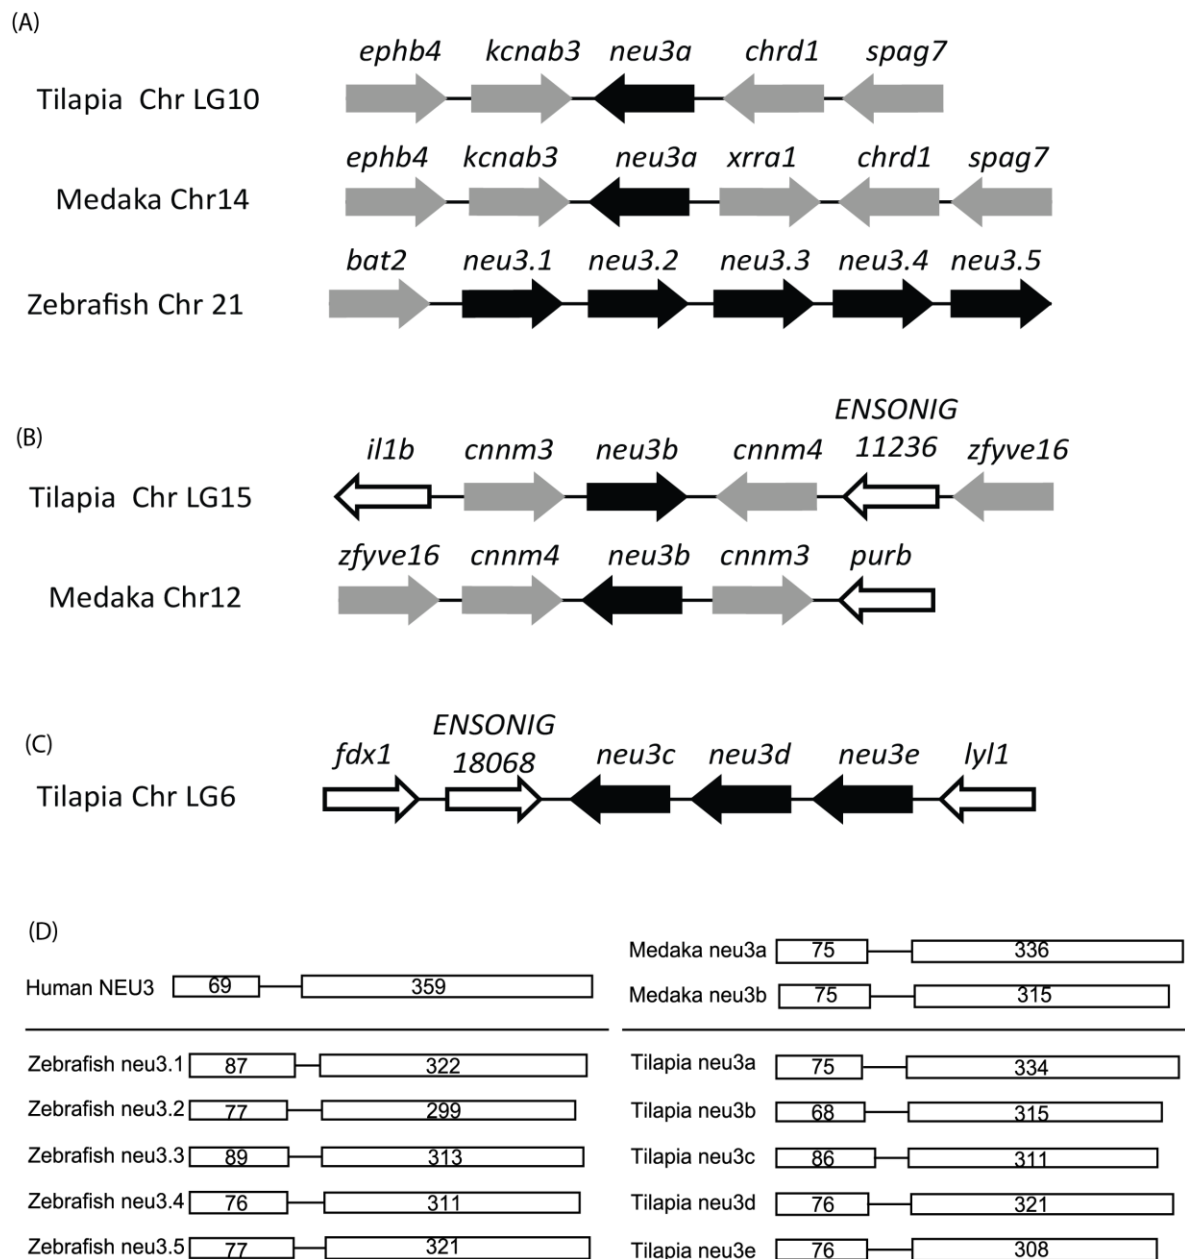 (A)
ephb4 kcnab3 neu3a chrd1 spag7
Tilapia Chr LG10
ephb4 kcnab3 neu3a xrra1 chrd1 spag7
Medaka Chr14
bat2 neu3.1 neu3.2 neu3.3 neu3.4 neu3.5
Zebrafish Chr 21
(B)
ENSONIG
il1b cnnm3 neu3b cnnm4 11236 zfyve16
Tilapia Chr LG15
zfyve16 cnnm4 neu3b cnnm3 purb
Medaka Chr12
(C)
ENSONIG
fdx1 18068 neu3c neu3d neu3e lyl1
Tilapia Chr LG6
(D)
Human NEU3 69 359
Medaka neu3a 75 336
Medaka neu3b 75 315
Zebrafish neu3.1 87 322
Zebrafish neu3.2 77 299
Zebrafish neu3.3 89 313
Zebrafish neu3.4 76 311
Zebrafish neu3.5 77 321
Tilapia neu3a 75 334
Tilapia neu3b 68 315
Tilapia neu3c 86 311
Tilapia neu3d 76 321
Tilapia neu3e 76 308